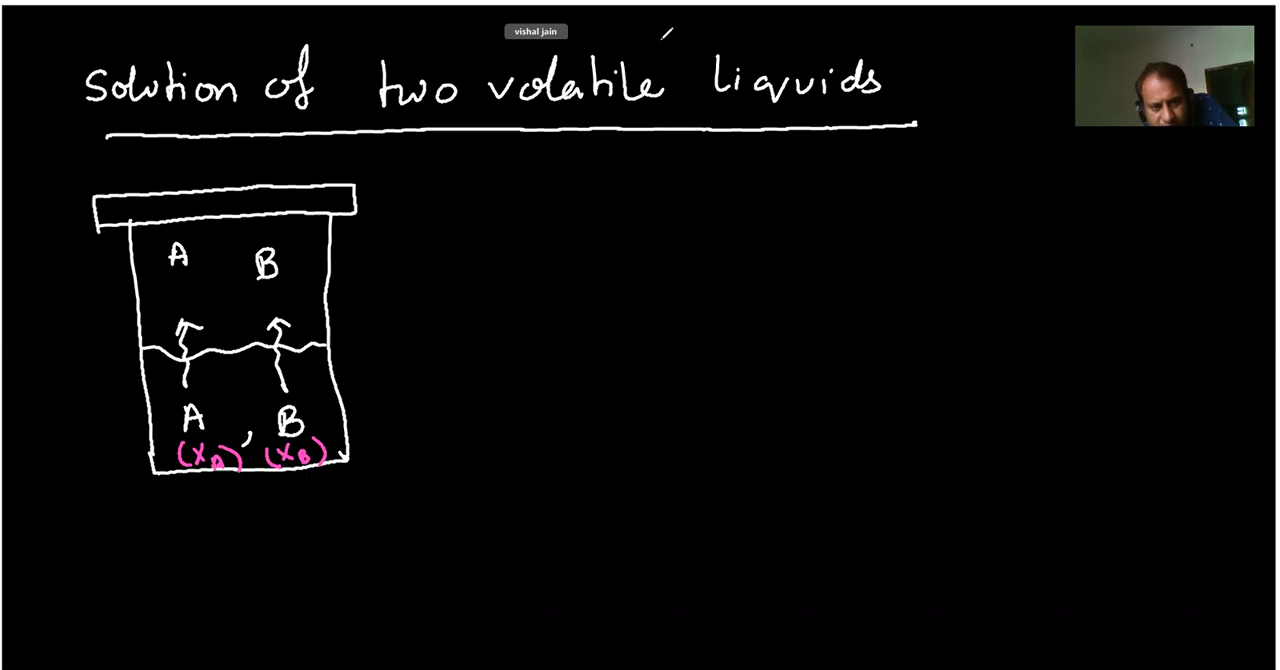 vishal jain
Solution of two volatile liquids
A B
A , B
(XA) (XB)